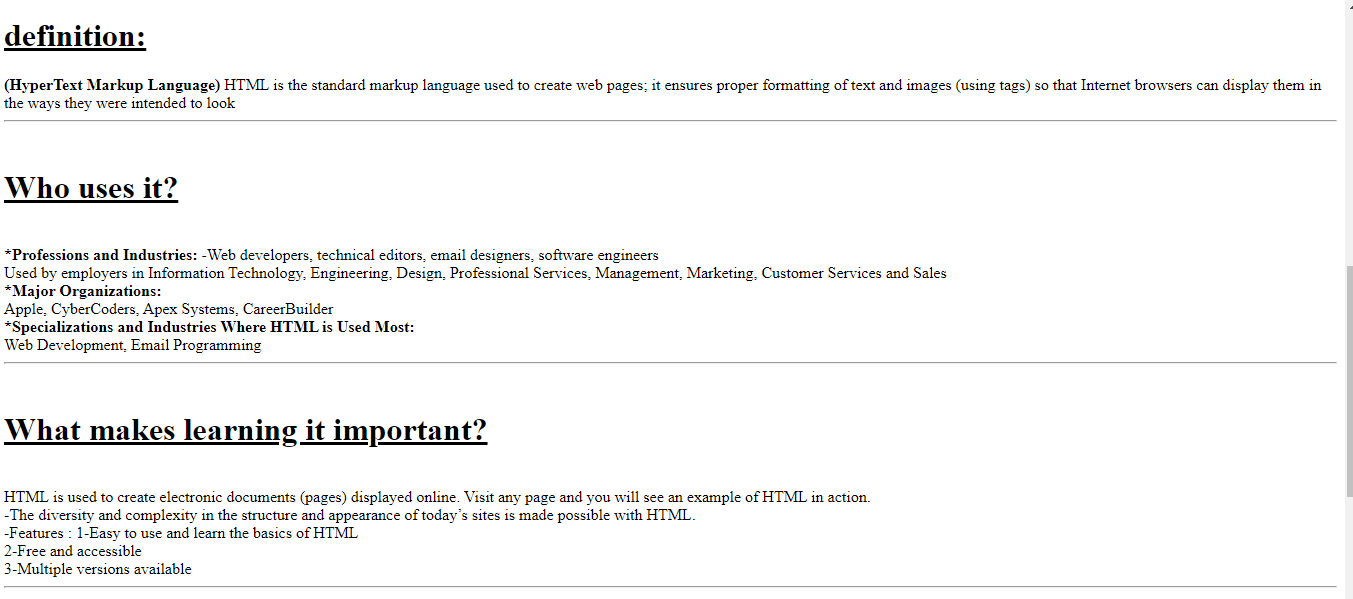 definition:
(HyperText Markup Language) HTML is the standard markup language used to create web pages; it ensures proper formatting of text and images (using tags) so that Internet browsers can display them in
the ways they were intended to look
Who uses it?
*Professions and Industries: -Web developers, technical editors, email designers, software engineers
Used by employers in Information Technology, Engineering, Design, Professional Services, Management, Marketing, Customer Services and Sales
*Major Organizations:
Apple, CyberCoders, Apex Systems, CareerBuilder
*Specializations and Industries Where HTML is Used Most:
Web Development, Email Programming
What makes learning it important?
HTML is used to create electronic documents (pages) displayed online. Visit any page and you will see an example of HTML in action.
-The diversity and complexity in the structure and appearance of today’s sites is made possible with HTML.
-Features : 1-Easy to use and learn the basics of HTML
2-Free and accessible
3-Multiple versions available